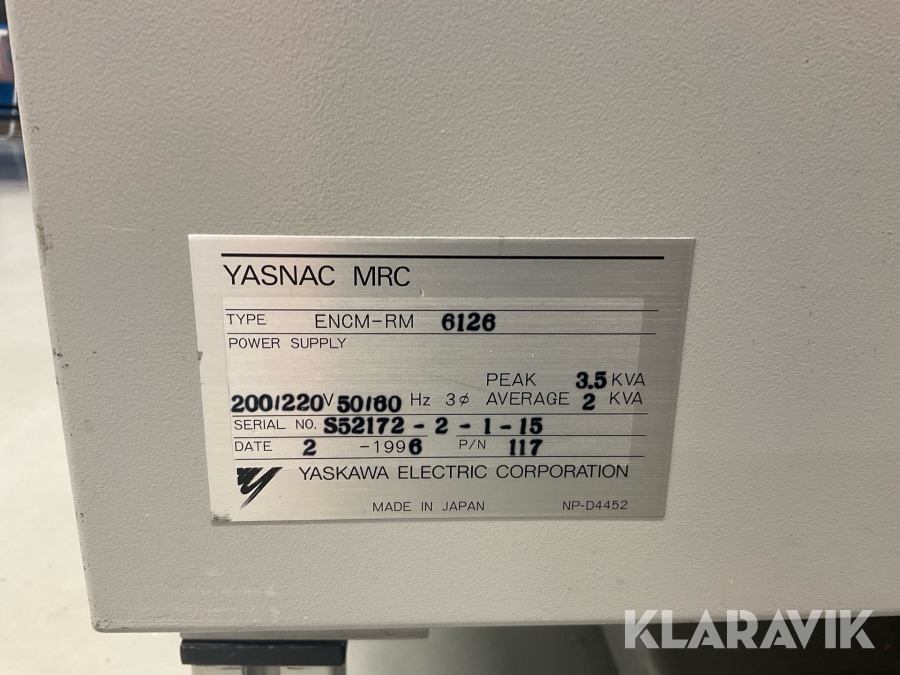 YASNAC MRC
TYPE ENCM-RM 6126
POWER SUPPLY
PEAK 3.5 KVA
200/220V 50/60 Hz 3ø AVERAGE 2 KVA
SERIAL NO. S52172-2-1-15
DATE 2 -1996 P/N 117
YASKAWA ELECTRIC CORPORATION
MADE IN JAPAN NP-D4452
KLARAVIK